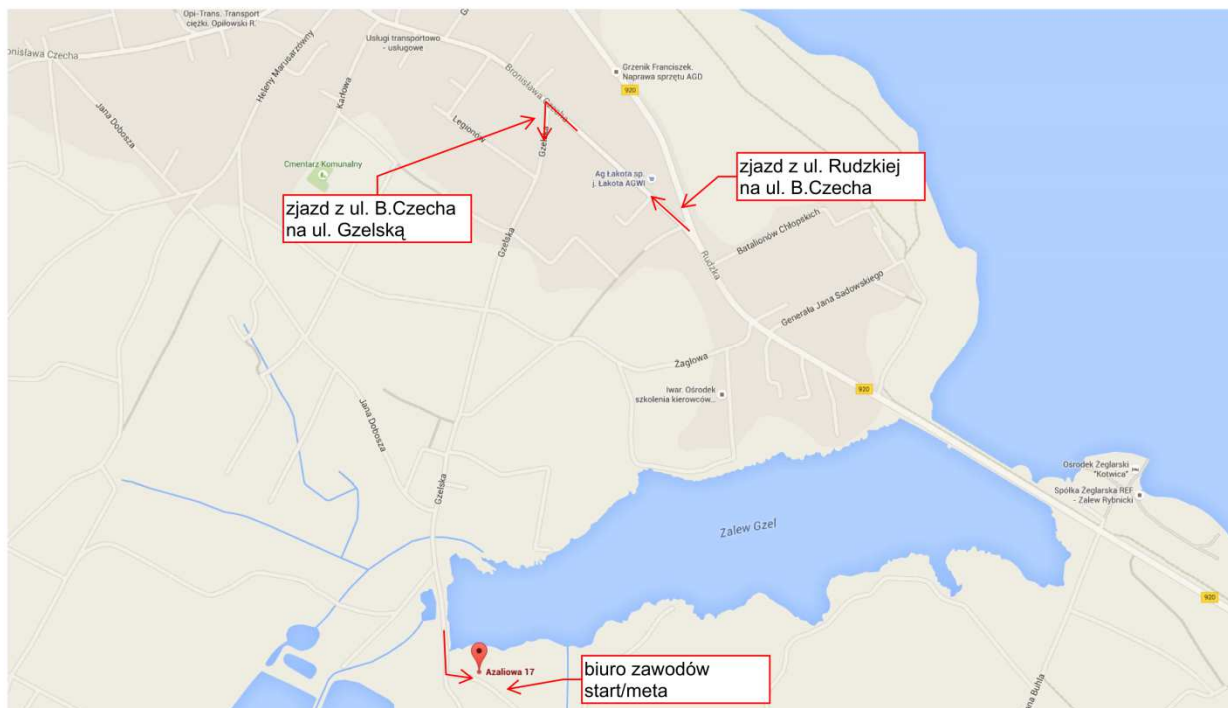 Opi-Trans. Transport
ciężki. Opiłowski R.
onisława Czecha
Usługi transportowo
- usługowe
Heleny Marusarzówny
Karłowa
Bronisława Czecha
Grzenik Franciszek.
Naprawa sprzętu AGD
920
Jana Dobosza
Legionów
Gzelska
Cmentarz Komunalny
Ag Łakota sp.
j. Łakota AGWI
zjazd z ul. Rudzkiej
na ul. B.Czecha
zjazd z ul. B.Czecha
na ul. Gzelską
Gzelska
Rudzka
Batalionów Chłopskich
Generała Jana Sadowskiego
Żaglowa
Iwar. Ośrodek
szkolenia kierowców...
920
Jana Dobosza
Gzelska
Ośrodek Żeglarski
"Kotwica"
Spółka Żeglarska REF
- Zalew Rybnicki
Zalew Gzel
920
Azaliowa 17
biuro zawodów
start/meta
ana Buhla